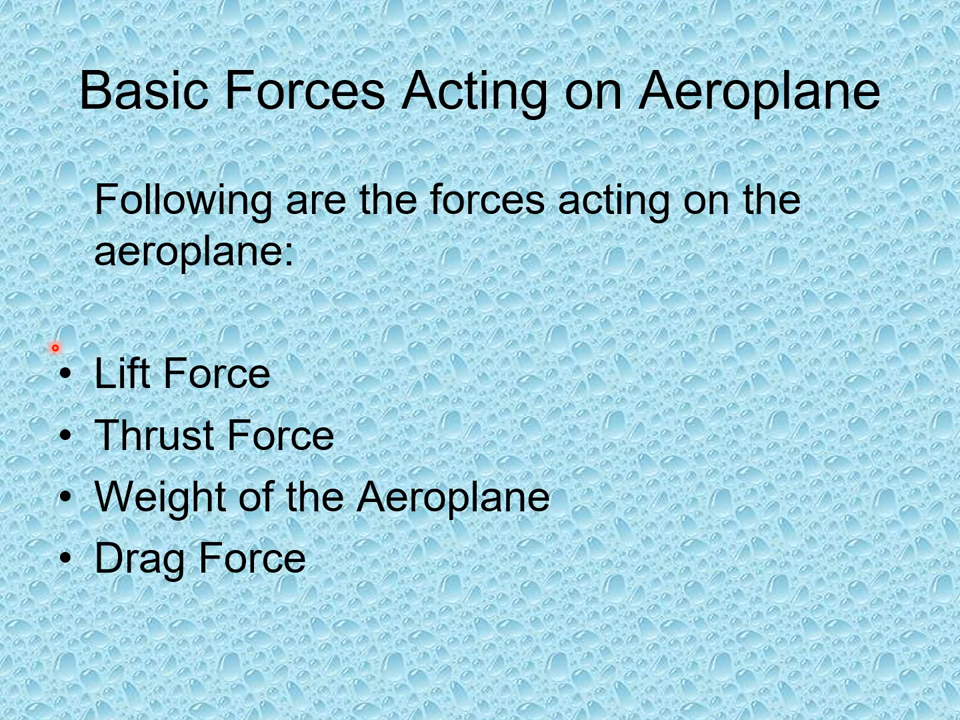 Basic Forces Acting on Aeroplane
Following are the forces acting on the
aeroplane:
• Lift Force
• Thrust Force
• Weight of the Aeroplane
• Drag Force